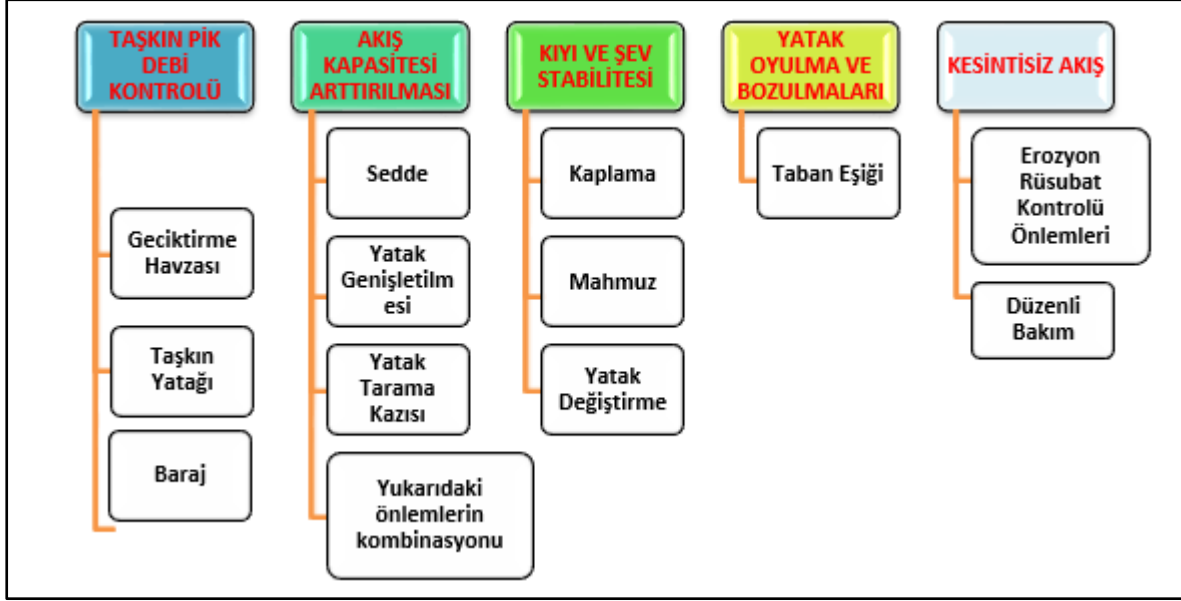 TAŞKIN PİK
DEBİ
KONTROLÜ
Geciktirme
Havzası
Taşkın
Yatağı
Baraj
AKIŞ
KAPASİTESİ
ARTTIRILMASI
Sedde
Yatak
Genişletilm
esi
Yatak
Tarama
Kazısı
Yukarıdaki
önlemlerin
kombinasyonu
KIYI VE ŞEV
STABİLİTESİ
Kaplama
Mahmuz
Yatak
Değiştirme
YATAK
OYULMA VE
BOZULMALARI
Taban Eşiği
KESİNTİSİZ AKIŞ
Erozyon
Rüsubat
Kontrolü
Önlemleri
Düzenli
Bakım